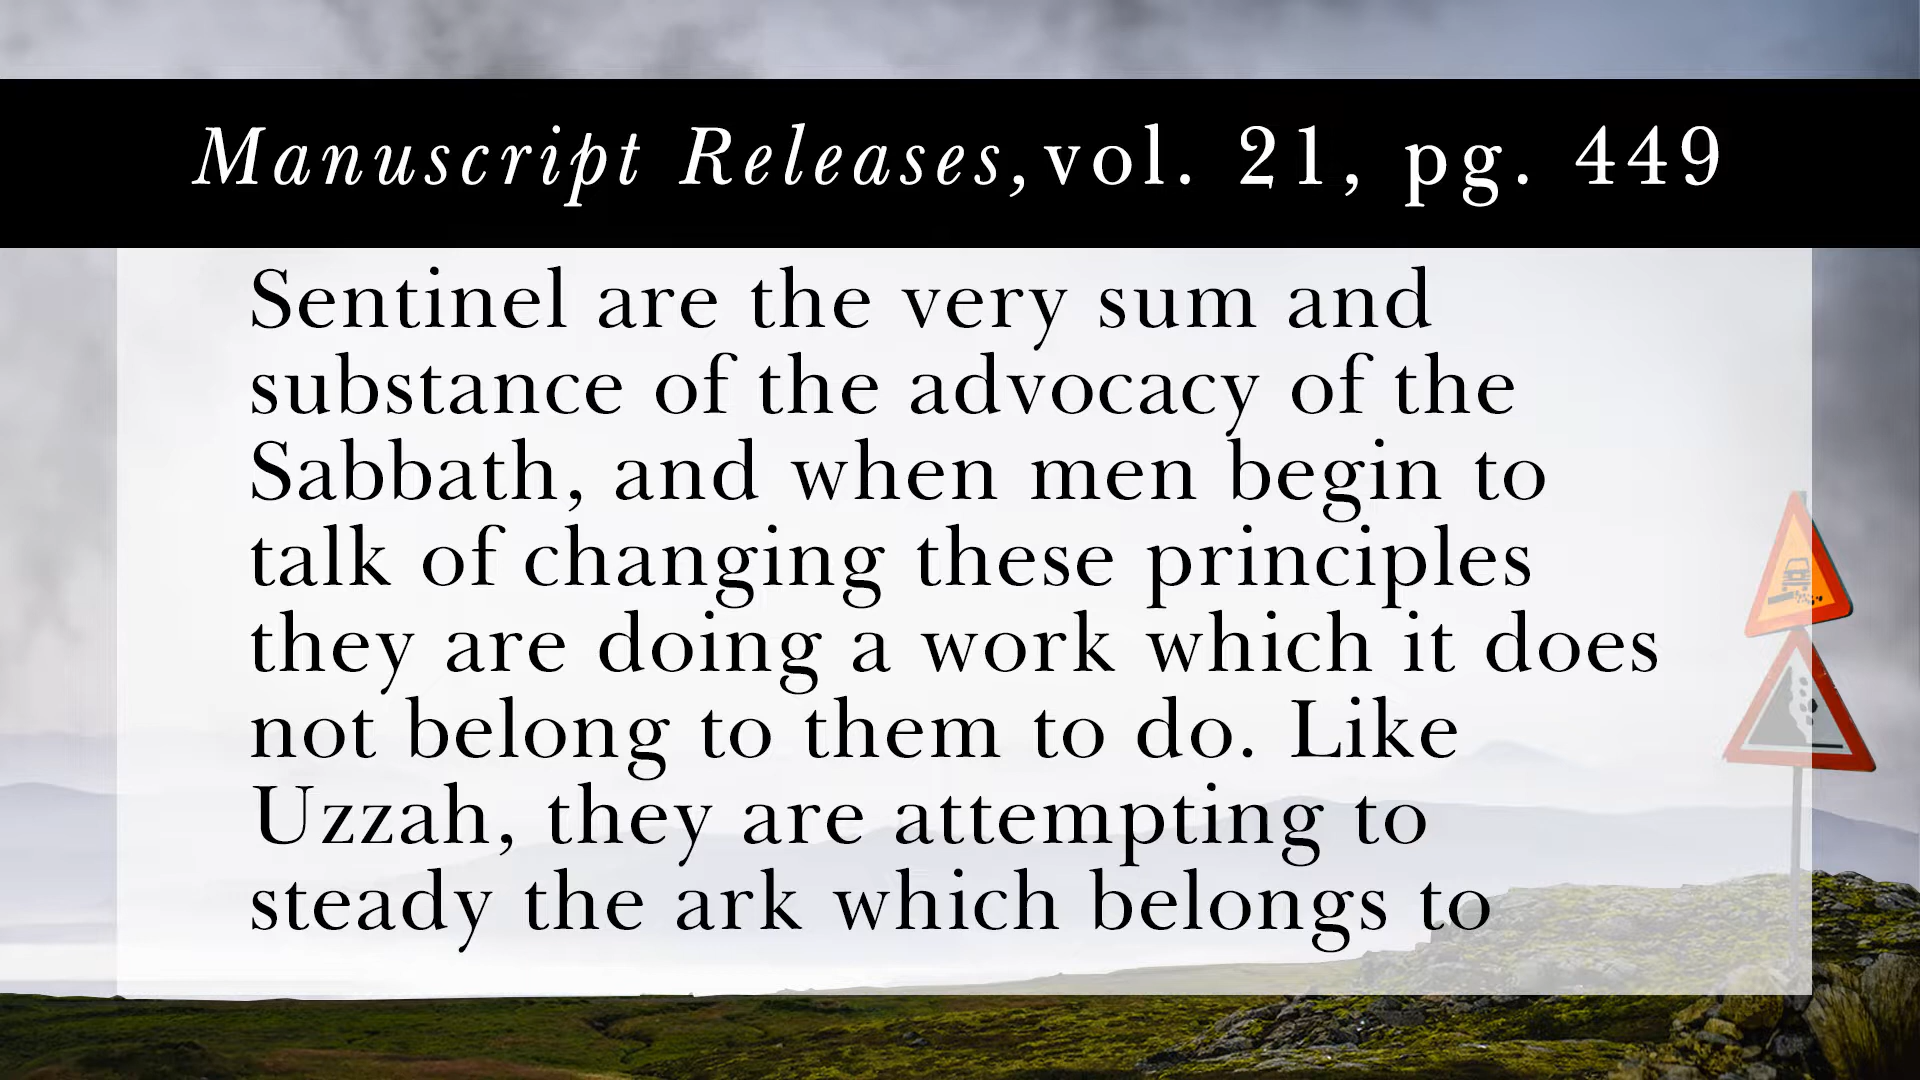 Manuscript Releases, vol. 21, pg. 449
Sentinel are the very sum and
substance of the advocacy of the
Sabbath, and when men begin to
talk of changing these principles
they are doing a work which it does
not belong to them to do. Like
Uzzah, they are attempting to
steady the ark which belongs to